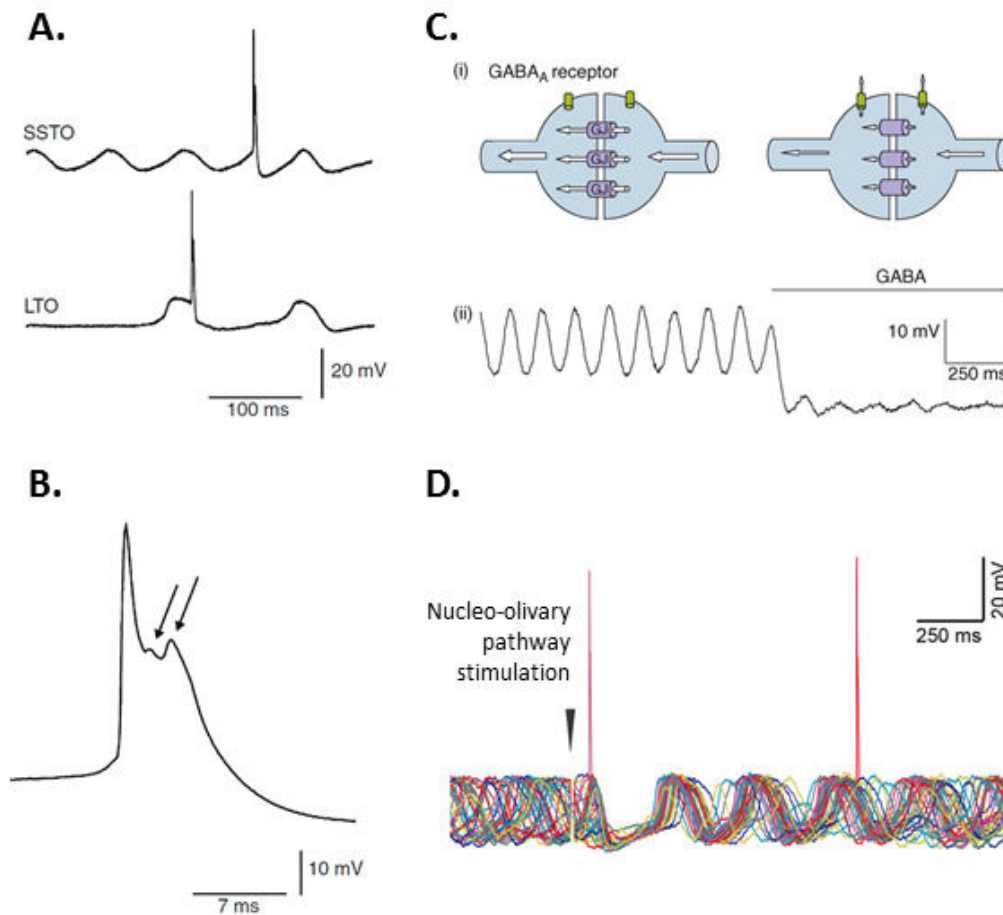 A.
SSTO
LTO
20 mV
100 ms
B.
10 mV
7 ms
C.
(i) GABAA receptor
GJ
GJ
GJ
GABA
(ii)
10 mV
250 ms
D.
Nucleo-olivary
pathway
stimulation
20 mV
250 ms